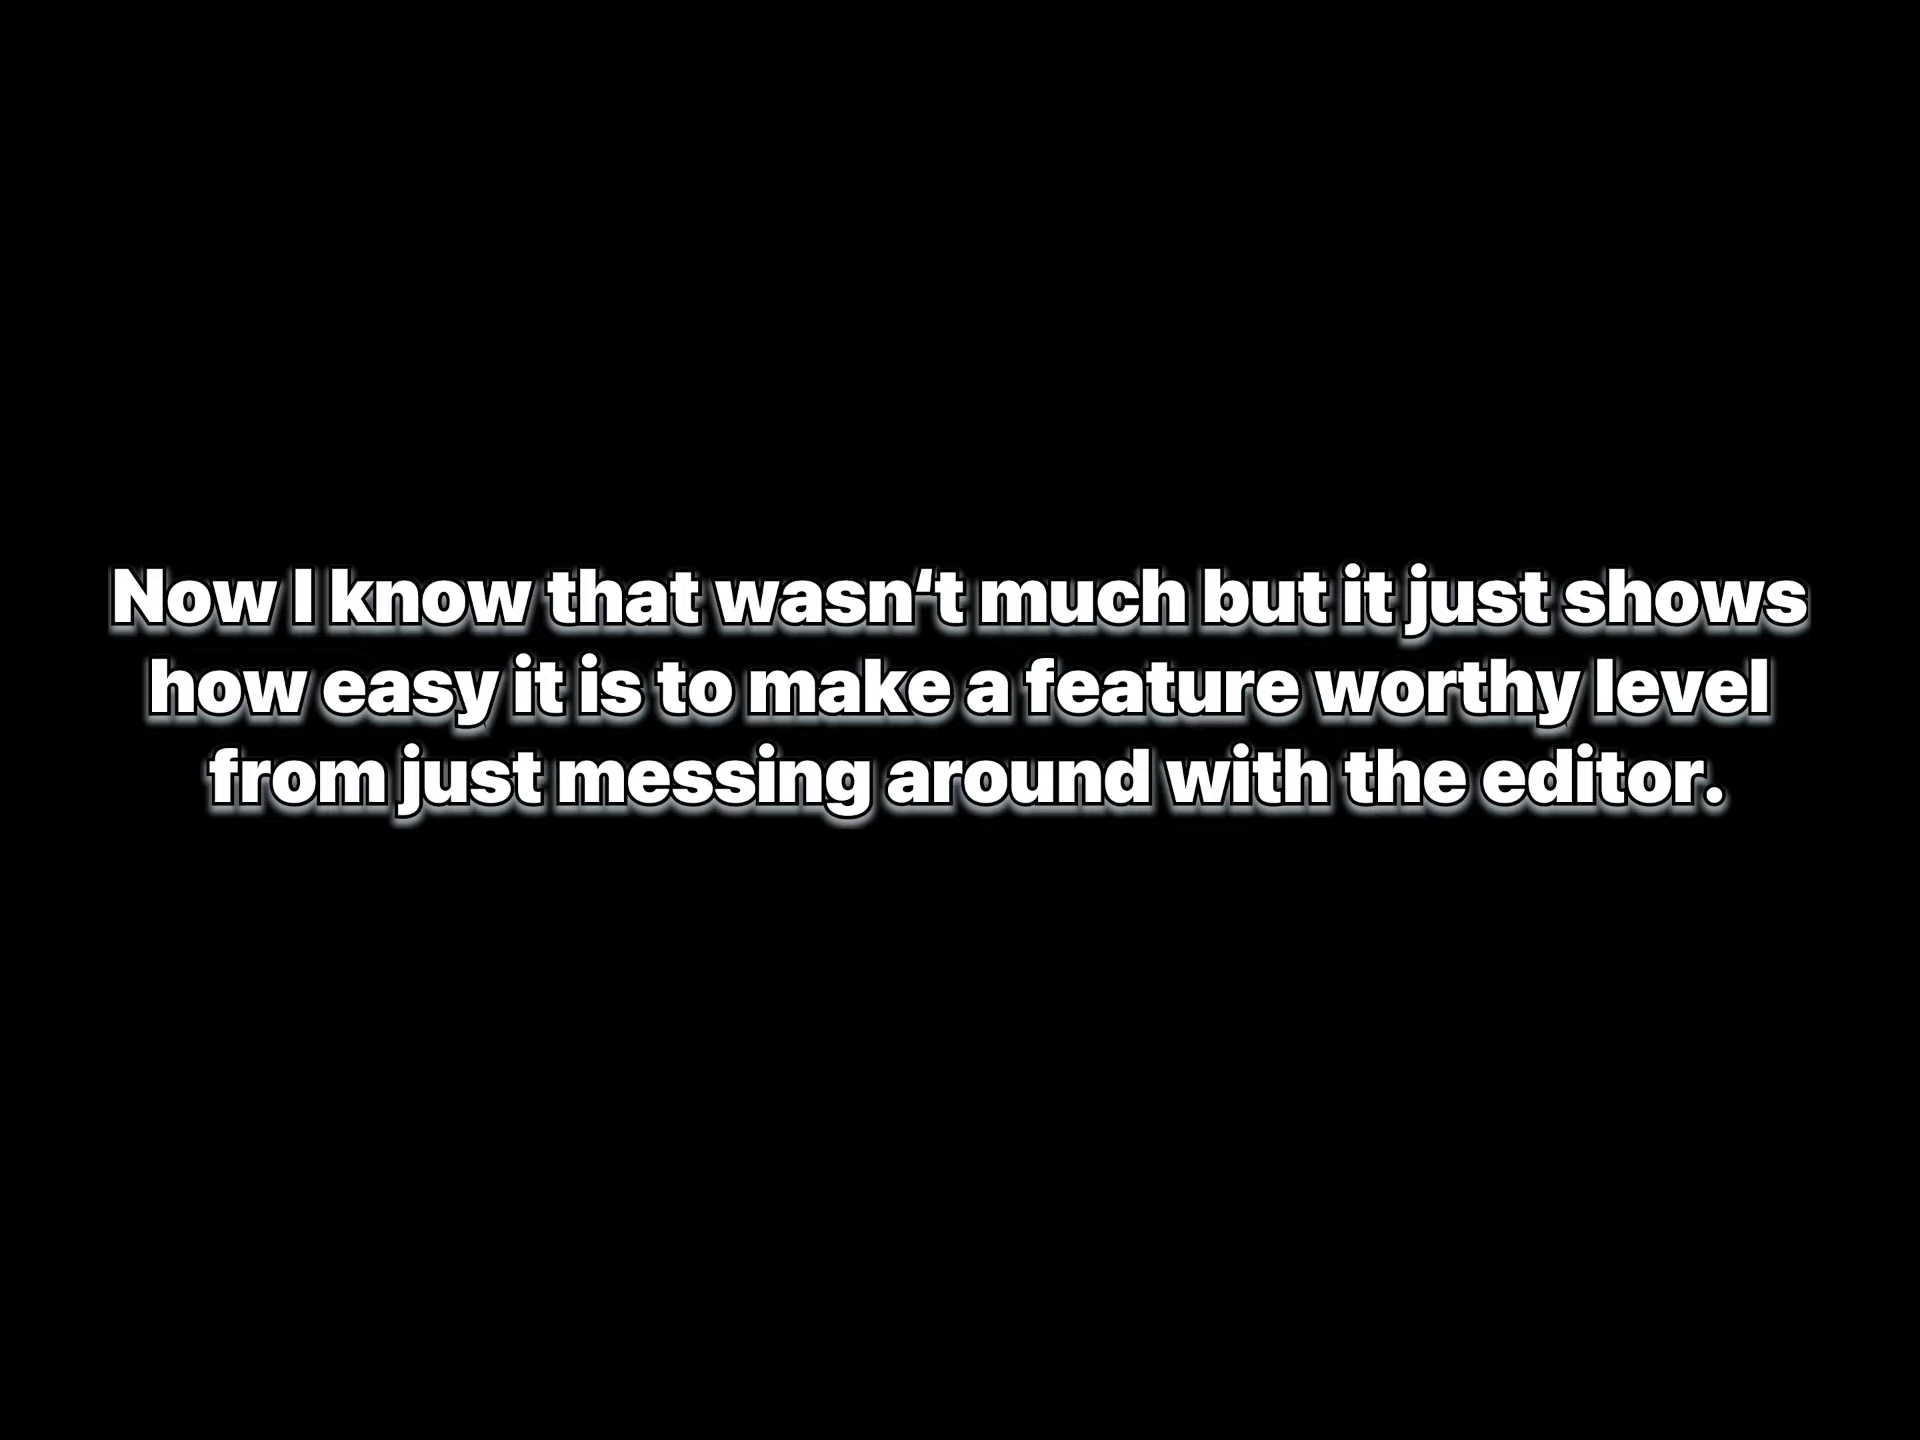 Now I know that wasn‘t much but it just shows
how easy it is to make a feature worthy level
from just messing around with the editor.